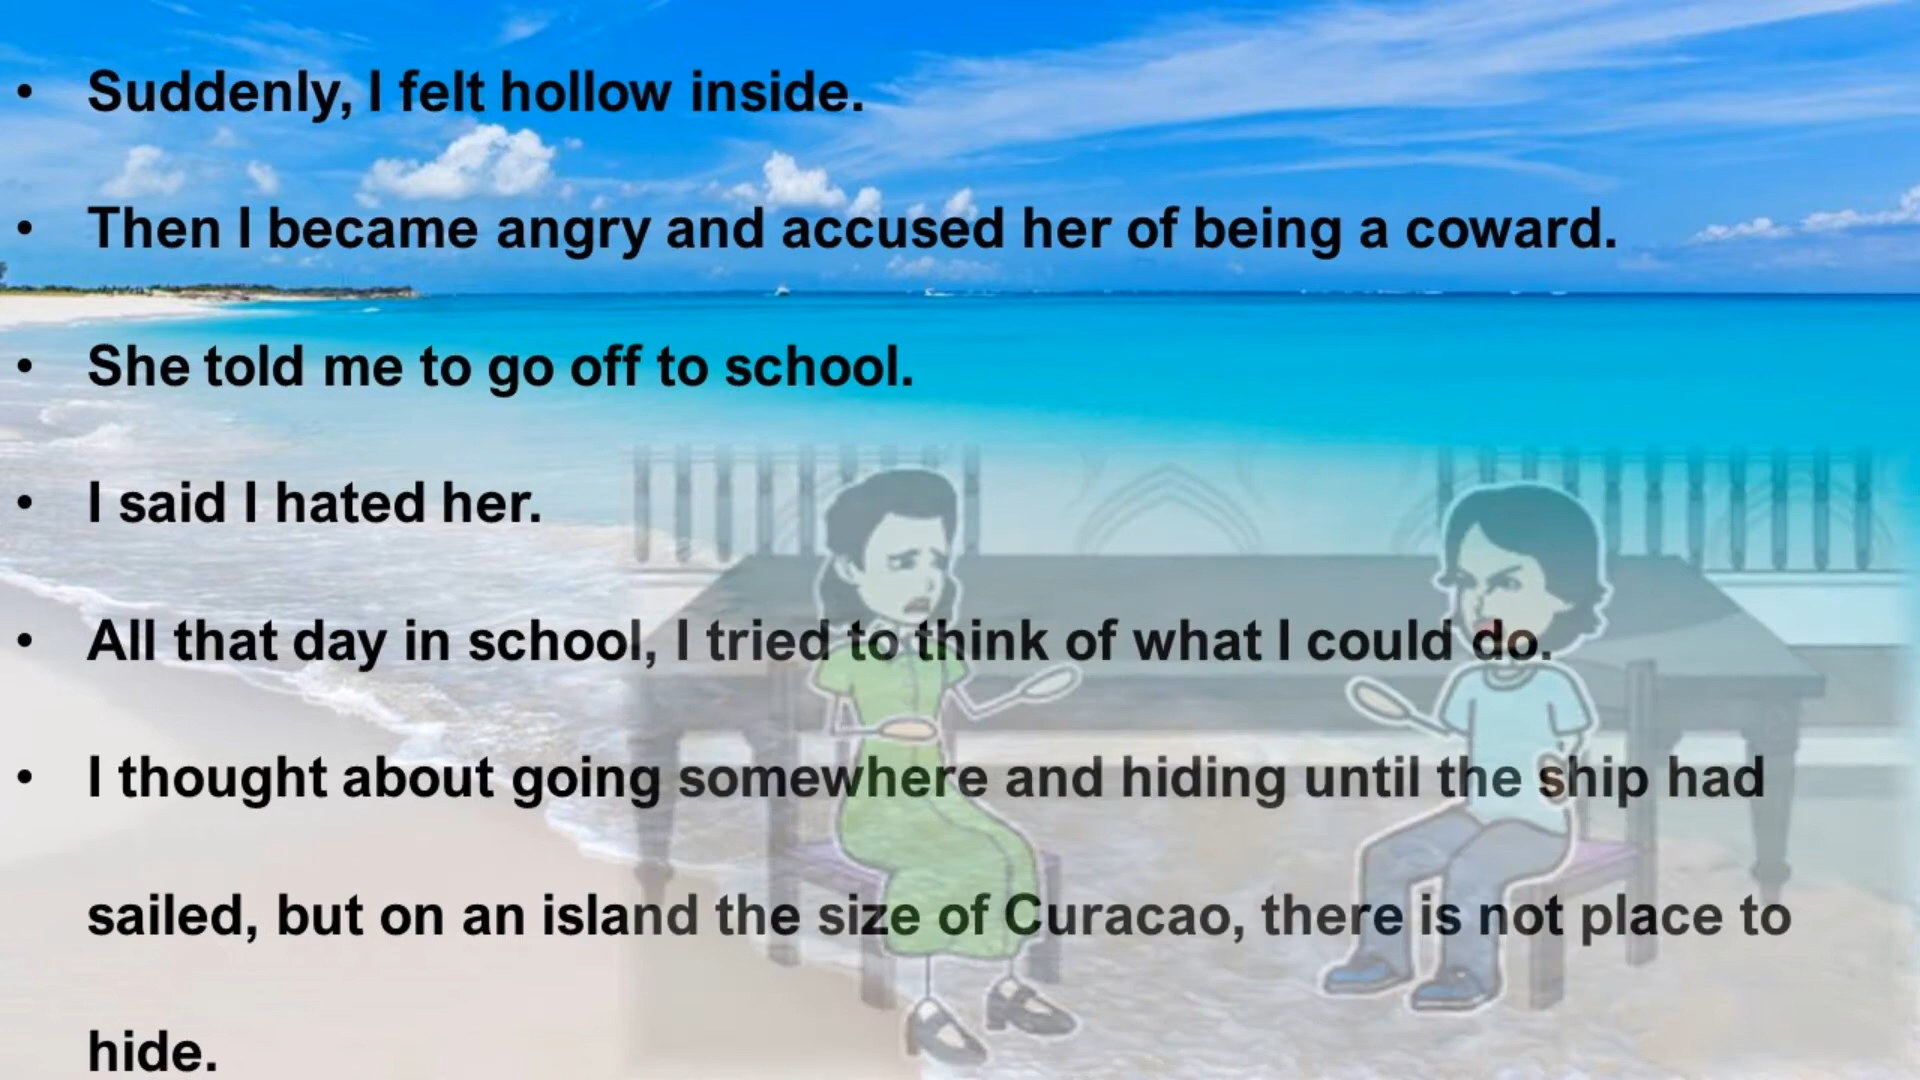 • Suddenly, I felt hollow inside.
• Then I became angry and accused her of being a coward.
• She told me to go off to school.
• I said I hated her.
• All that day in school, I tried to think of what I could do.
• I thought about going somewhere and hiding until the ship had
sailed, but on an island the size of Curacao, there is not place to
hide.